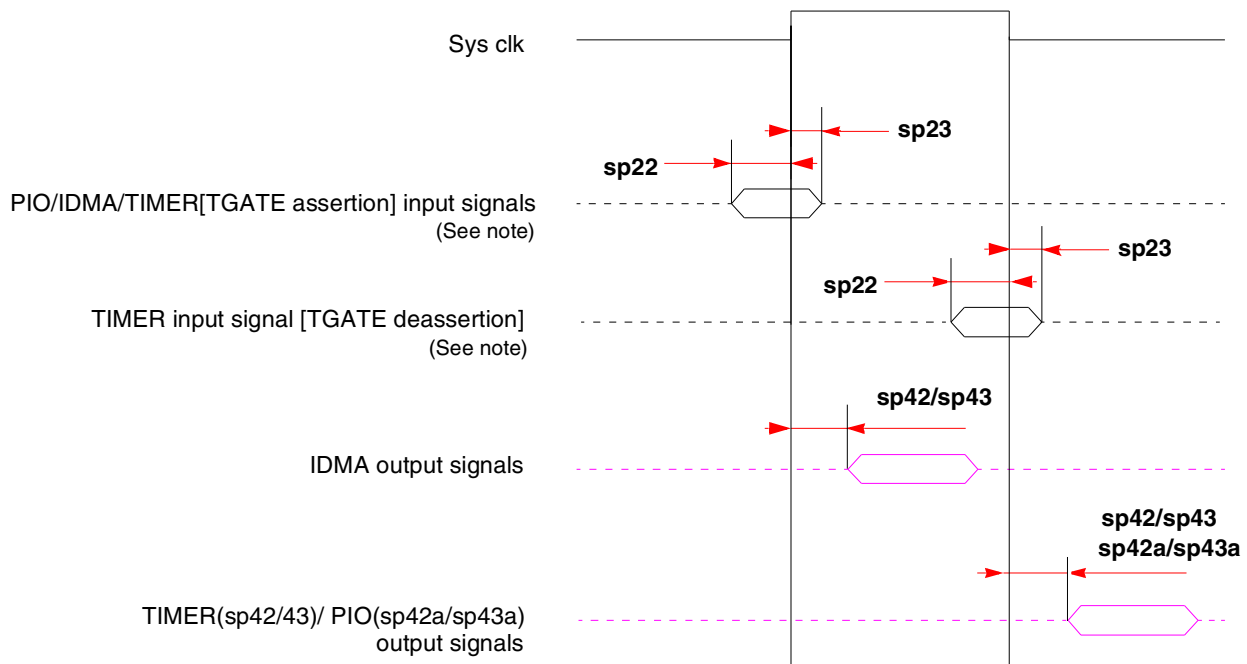 Sys clk
sp23
sp22
PIO/IDMA/TIMER[TGATE assertion] input signals
(See note)
sp23
sp22
TIMER input signal [TGATE deassertion]
(See note)
sp42/sp43
IDMA output signals
sp42/sp43
sp42a/sp43a
TIMER(sp42/43)/ PIO(sp42a/sp43a)
output signals